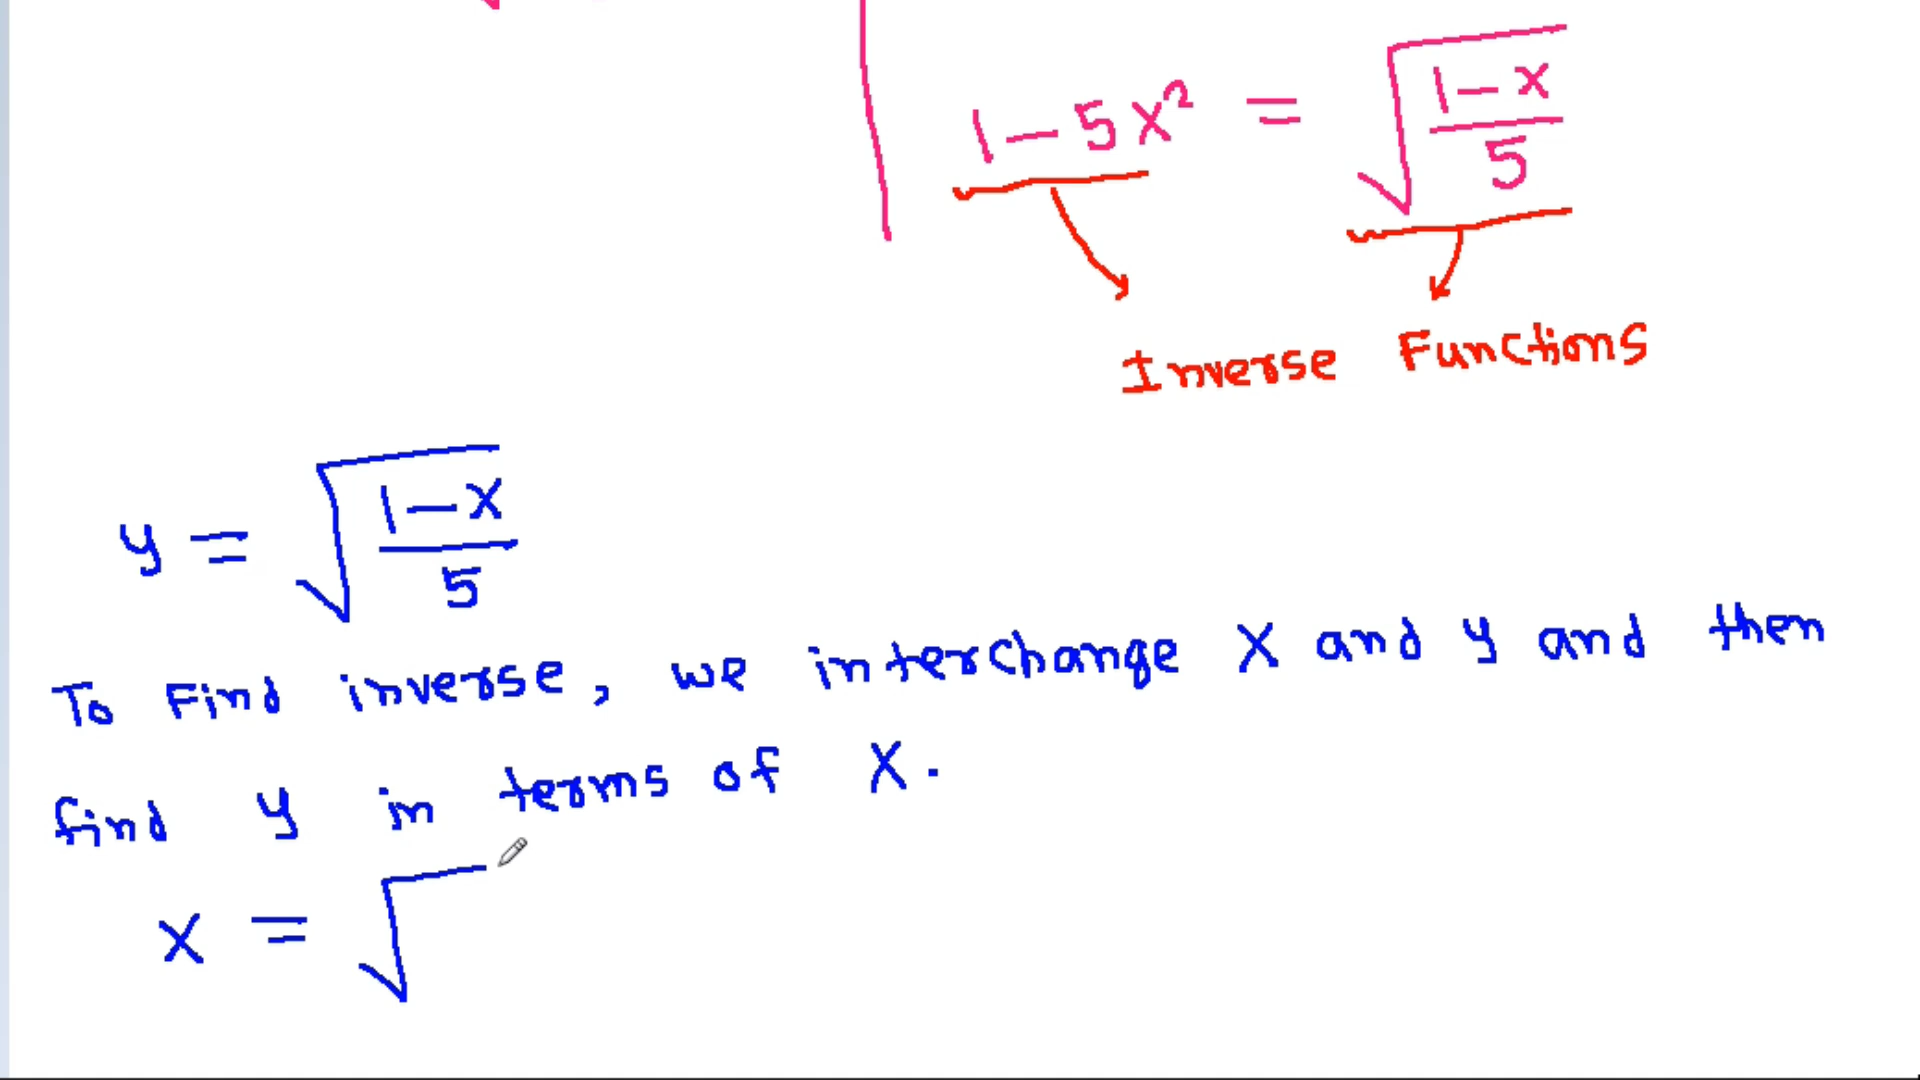 1 - 5x² = √((1-x)/5)
Inverse Functions
y = √((1-x)/5)
To Find inverse, we interchange x and y and then
find y in terms of x.
x = √